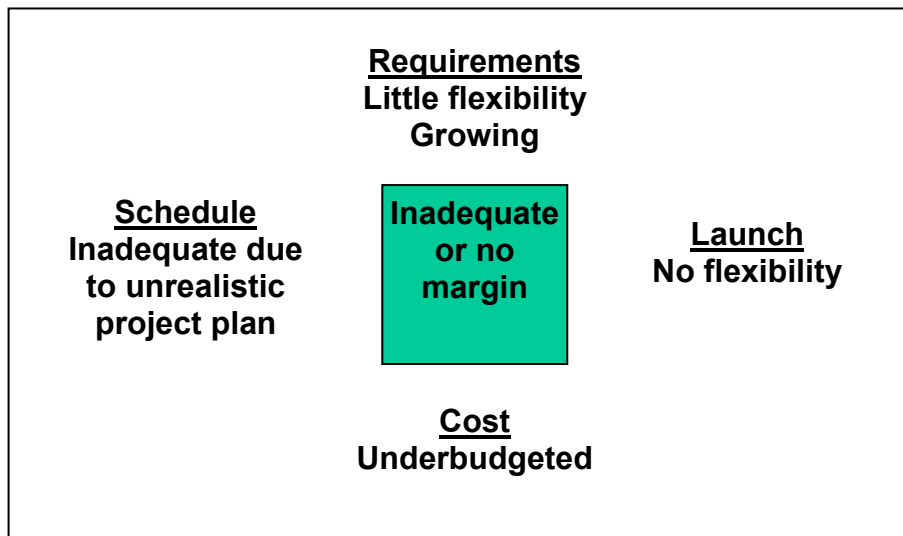 Requirements
Little flexibility
Growing
Schedule
Inadequate due
to unrealistic
project plan
Inadequate
or no
margin
Launch
No flexibility
Cost
Underbudgeted